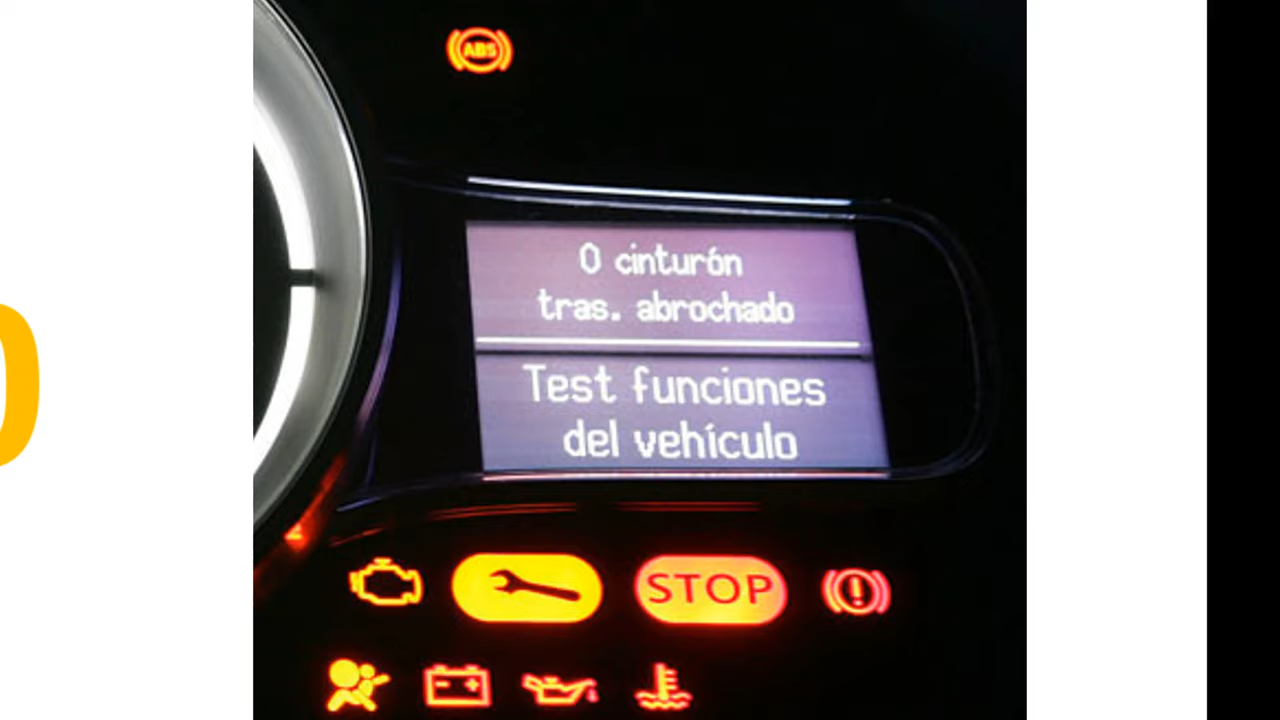 ABS
0 cinturón
tras. abrochado
Test funciones
del vehículo
STOP